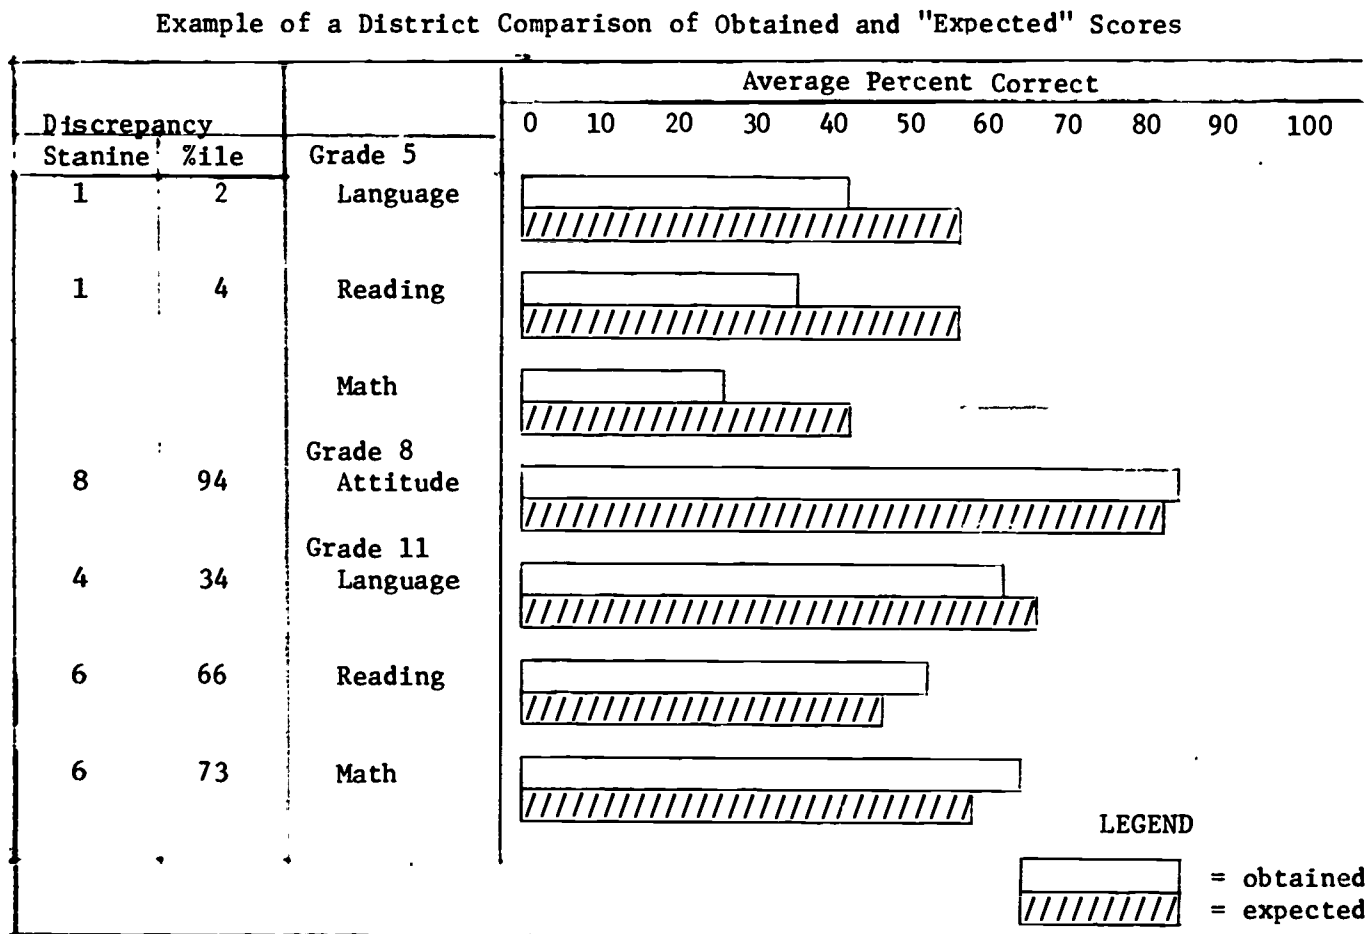 Example of a District Comparison of Obtained and "Expected" Scores
Average Percent Correct
Discrepancy 0 10 20 30 40 50 60 70 80 90 100
Stanine %ile Grade 5
1 2 Language
1 4 Reading
Math
Grade 8
8 94 Attitude
Grade 11
4 34 Language
6 66 Reading
6 73 Math
LEGEND
= obtained
= expected